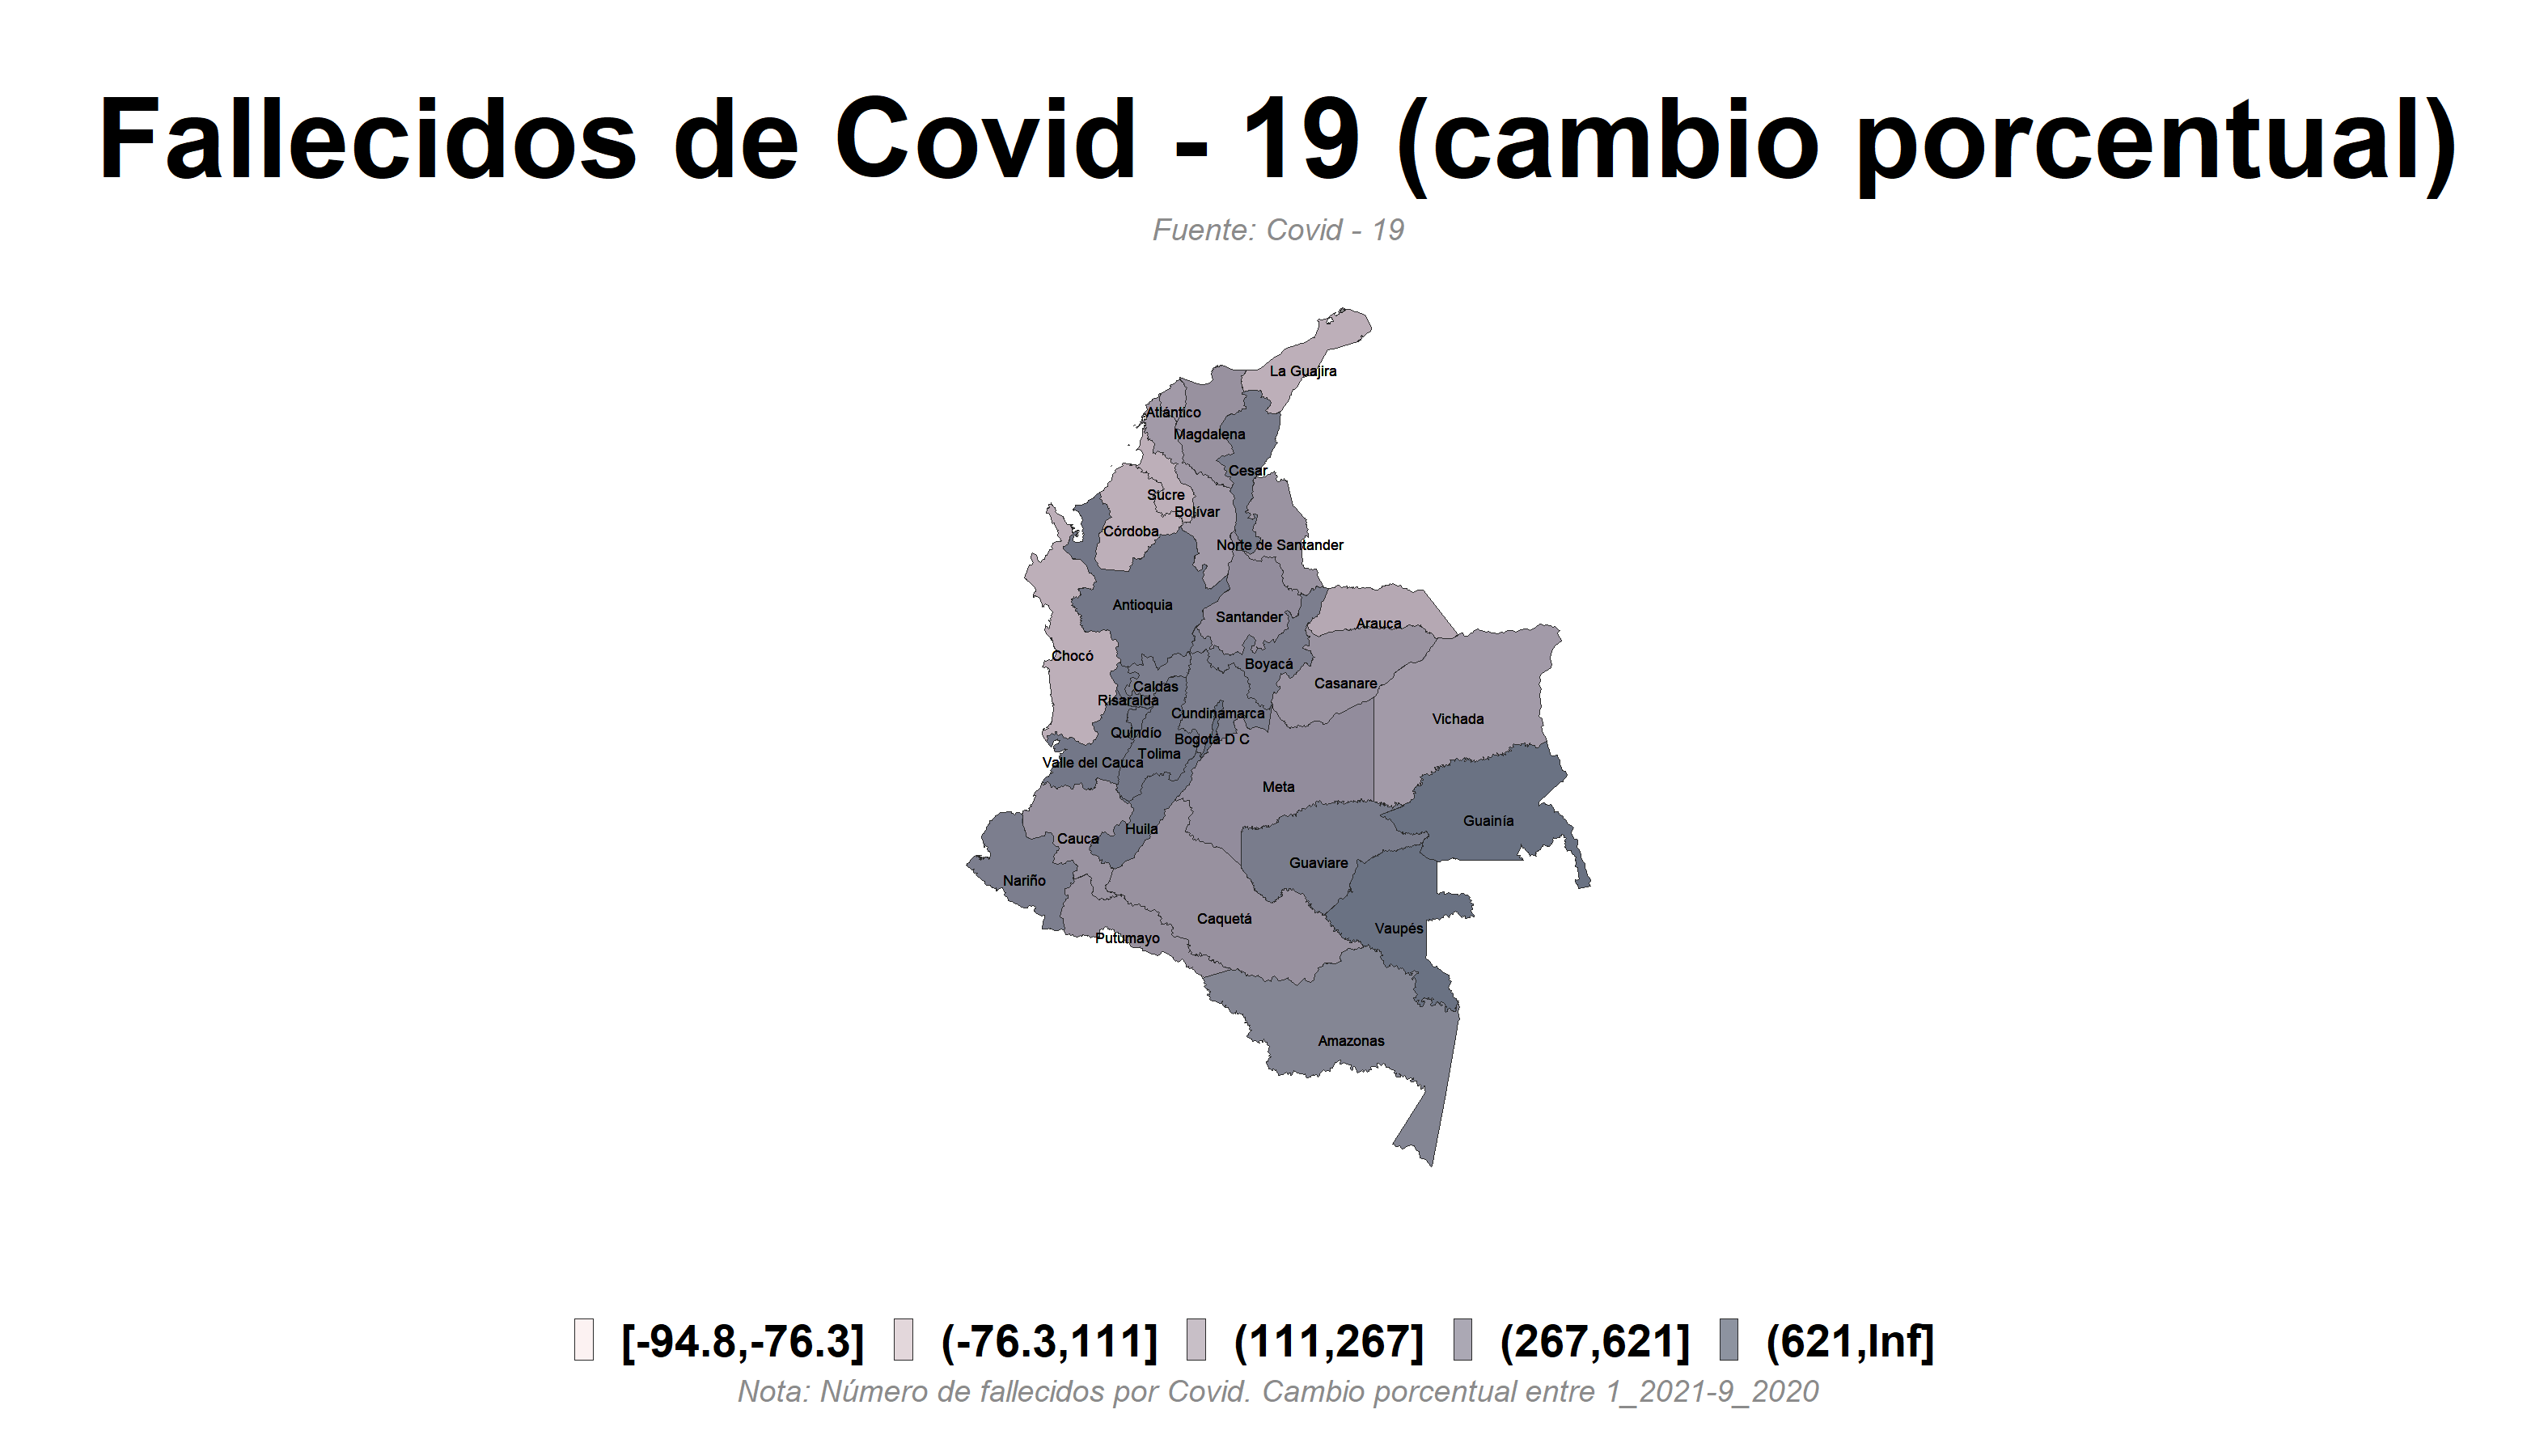 Fallecidos de Covid - 19 (cambio porcentual)
Fuente: Covid - 19
La Guajira
Atlántico
Magdalena
Cesar
Sucre
Bolívar
Córdoba
Norte de Santander
Antioquia
Santander
Arauca
Chocó
Boyacá
Casanare
Caldas
Risaralda
Cundinamarca
Vichada
Quindío
Bogotá D C
Tolima
Valle del Cauca
Meta
Guainía
Huila
Cauca
Guaviare
Nariño
Caquetá
Vaupés
Putumayo
Amazonas
[-94.8,-76.3] (-76.3,111] (111,267] (267,621] (621,Inf]
Nota: Número de fallecidos por Covid. Cambio porcentual entre 1_2021-9_2020